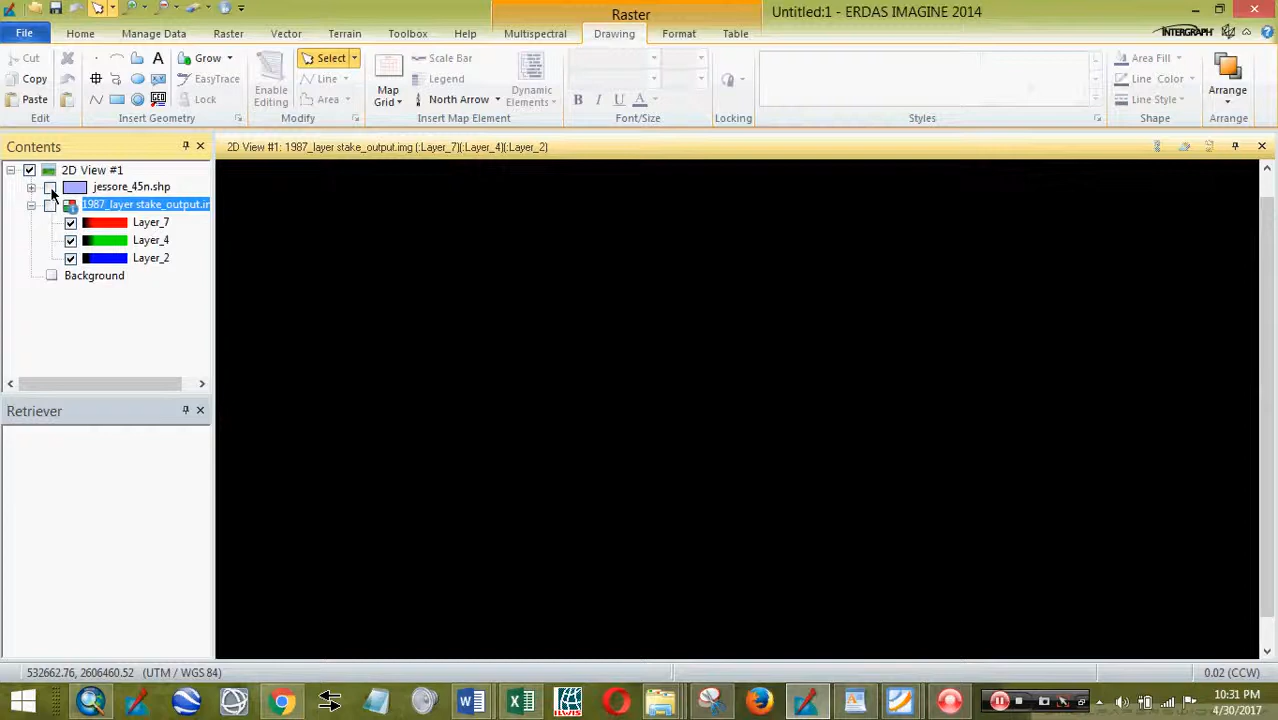 Raster
Untitled:1 - ERDAS IMAGINE 2014
File
Home
Manage Data
Raster
Vector
Terrain
Toolbox
Help
Multispectral
Drawing
Format
Table
INTERGRAPH
Cut
Copy
Paste
Edit
A
Grow
EasyTrace
Lock
Insert Geometry
Enable
Editing
Select
Line
Area
Modify
Map
Grid
Scale Bar
Legend
North Arrow
Dynamic
Elements
Insert Map Element
B I U A
Font/Size
Locking
Styles
Area Fill
Line Color
Line Style
Shape
Arrange
Arrange
Contents
2D View #1: 1987_layer stake_output.img (:Layer_7)(:Layer_4)(:Layer_2)
2D View #1
jessore_45n.shp
1987_layer stake_output.ir
Layer_7
Layer_4
Layer_2
Background
Retriever
532662.76, 2606460.52 (UTM / WGS 84)
0.02 (CCW)
ILWIS
10:31 PM
4/30/2017